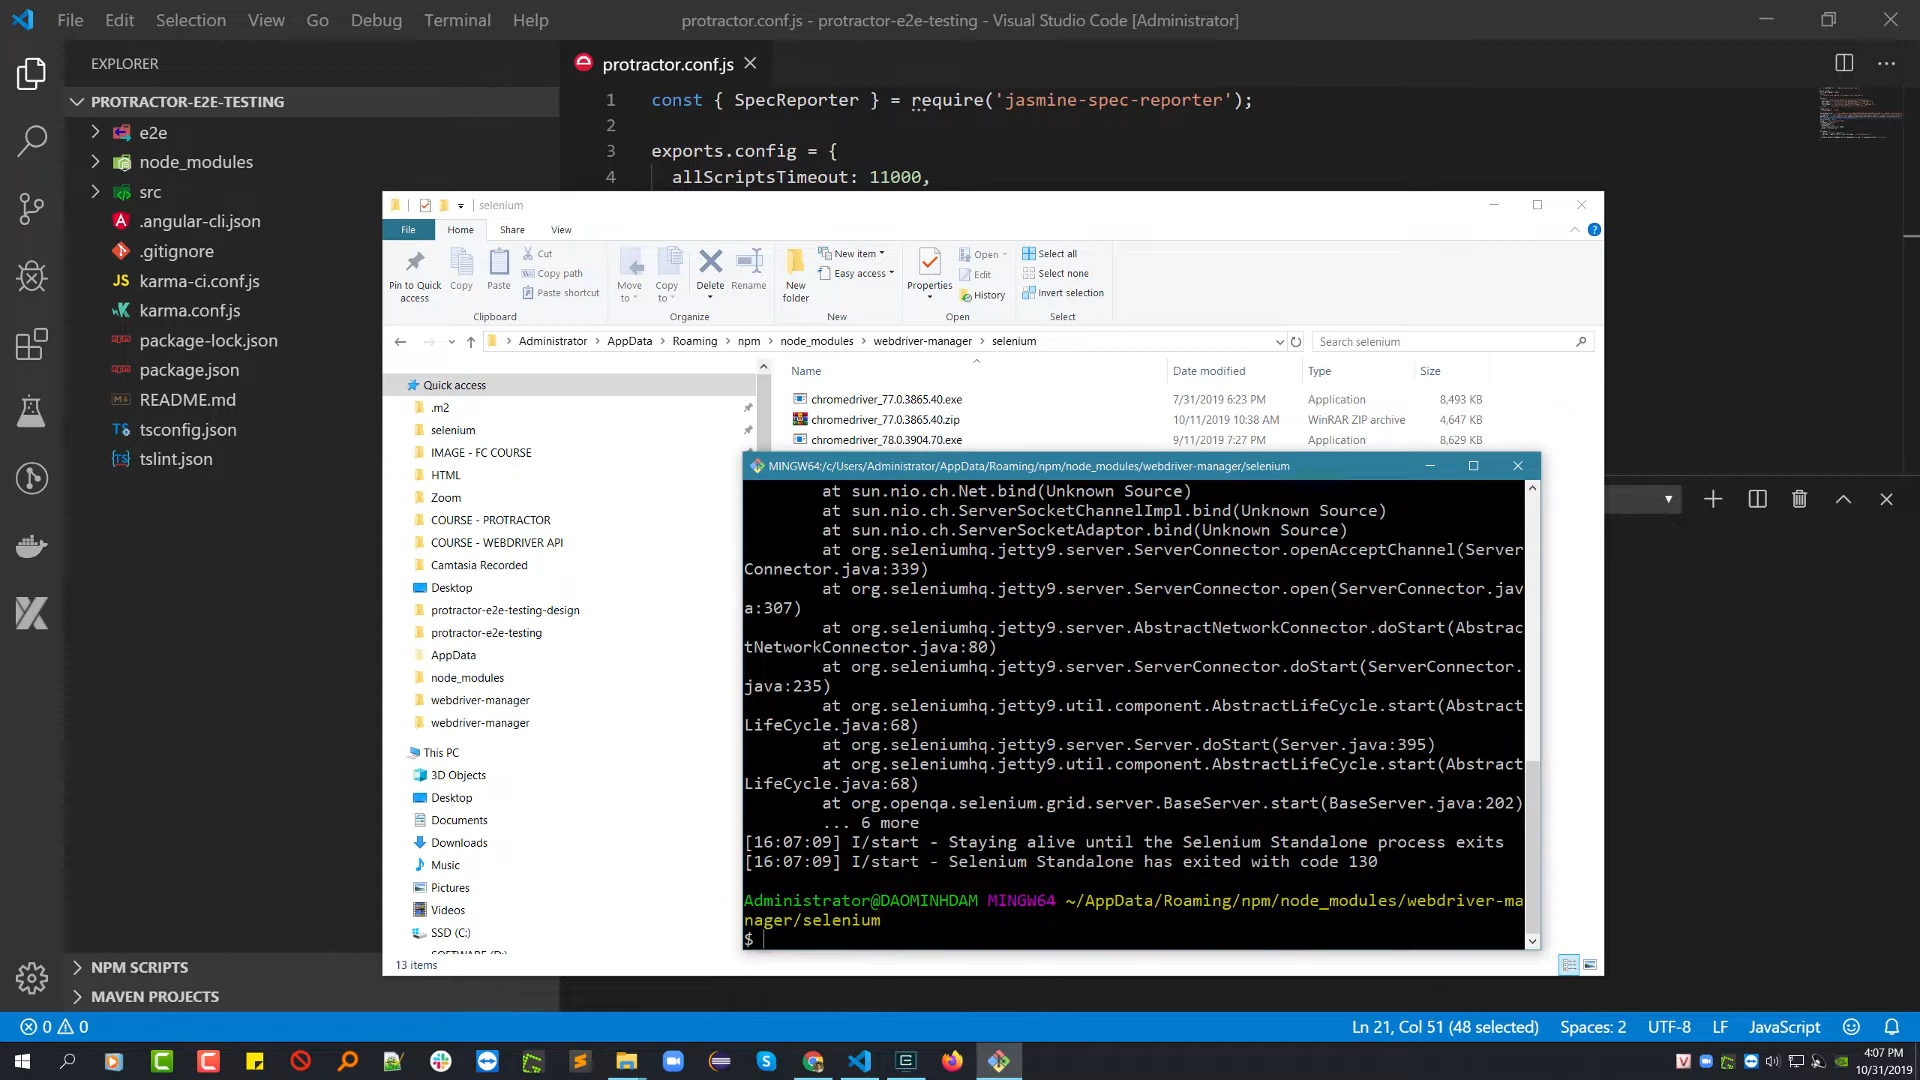 File Edit Selection View Go Debug Terminal Help
protractor.conf.js - protractor-e2e-testing - Visual Studio Code [Administrator]
EXPLORER
PROTRACTOR-E2E-TESTING
e2e
node_modules
src
.angular-cli.json
.gitignore
karma-ci.conf.js
karma.conf.js
package-lock.json
package.json
README.md
tsconfig.json
tslint.json
NPM SCRIPTS
MAVEN PROJECTS
protractor.conf.js
1 const { SpecReporter } = require('jasmine-spec-reporter');
2
3 exports.config = {
4 allScriptsTimeout: 11000,
selenium
File Home Share View
Pin to Quick access
Copy
Paste
Cut
Copy path
Paste shortcut
Clipboard
Move to
Copy to
Delete
Rename
Organize
New folder
New item
Easy access
New
Properties
Open
Edit
History
Open
Select all
Select none
Invert selection
Select
Administrator AppData Roaming npm node_modules webdriver-manager selenium
Search selenium
Quick access
.m2
selenium
IMAGE - FC COURSE
HTML
Zoom
COURSE - PROTRACTOR
COURSE - WEBDRIVER API
Camtasia Recorded
Desktop
protractor-e2e-testing-design
protractor-e2e-testing
AppData
node_modules
webdriver-manager
webdriver-manager
This PC
3D Objects
Desktop
Documents
Downloads
Music
Pictures
Videos
SSD (C:)
13 items
Name Date modified Type Size
chromedriver_77.0.3865.40.exe 7/31/2019 6:23 PM Application 8,493 KB
chromedriver_77.0.3865.40.zip 10/11/2019 10:38 AM WinRAR ZIP archive 4,647 KB
chromedriver_78.0.3904.70.exe 9/11/2019 7:27 PM Application 8,629 KB
MINGW64:/c/Users/Administrator/AppData/Roaming/npm/node_modules/webdriver-manager/selenium
at sun.nio.ch.Net.bind(Unknown Source)
at sun.nio.ch.ServerSocketChannelImpl.bind(Unknown Source)
at sun.nio.ch.ServerSocketAdaptor.bind(Unknown Source)
at org.seleniumhq.jetty9.server.ServerConnector.openAcceptChannel(Server
Connector.java:339)
at org.seleniumhq.jetty9.server.ServerConnector.open(ServerConnector.jav
a:307)
at org.seleniumhq.jetty9.server.AbstractNetworkConnector.doStart(Abstrac
tNetworkConnector.java:80)
at org.seleniumhq.jetty9.server.ServerConnector.doStart(ServerConnector.
java:235)
at org.seleniumhq.jetty9.util.component.AbstractLifeCycle.start(Abstract
LifeCycle.java:68)
at org.seleniumhq.jetty9.server.Server.doStart(Server.java:395)
at org.seleniumhq.jetty9.util.component.AbstractLifeCycle.start(Abstract
LifeCycle.java:68)
at org.openqa.selenium.grid.server.BaseServer.start(BaseServer.java:202)
... 6 more
[16:07:09] I/start - Staying alive until the Selenium Standalone process exits
[16:07:09] I/start - Selenium Standalone has exited with code 130
Administrator@DAOMINHDAM MINGW64 ~/AppData/Roaming/npm/node_modules/webdriver-ma
nager/selenium
$
0 0
Ln 21, Col 51 (48 selected) Spaces: 2 UTF-8 LF JavaScript
4:07 PM
10/31/2019